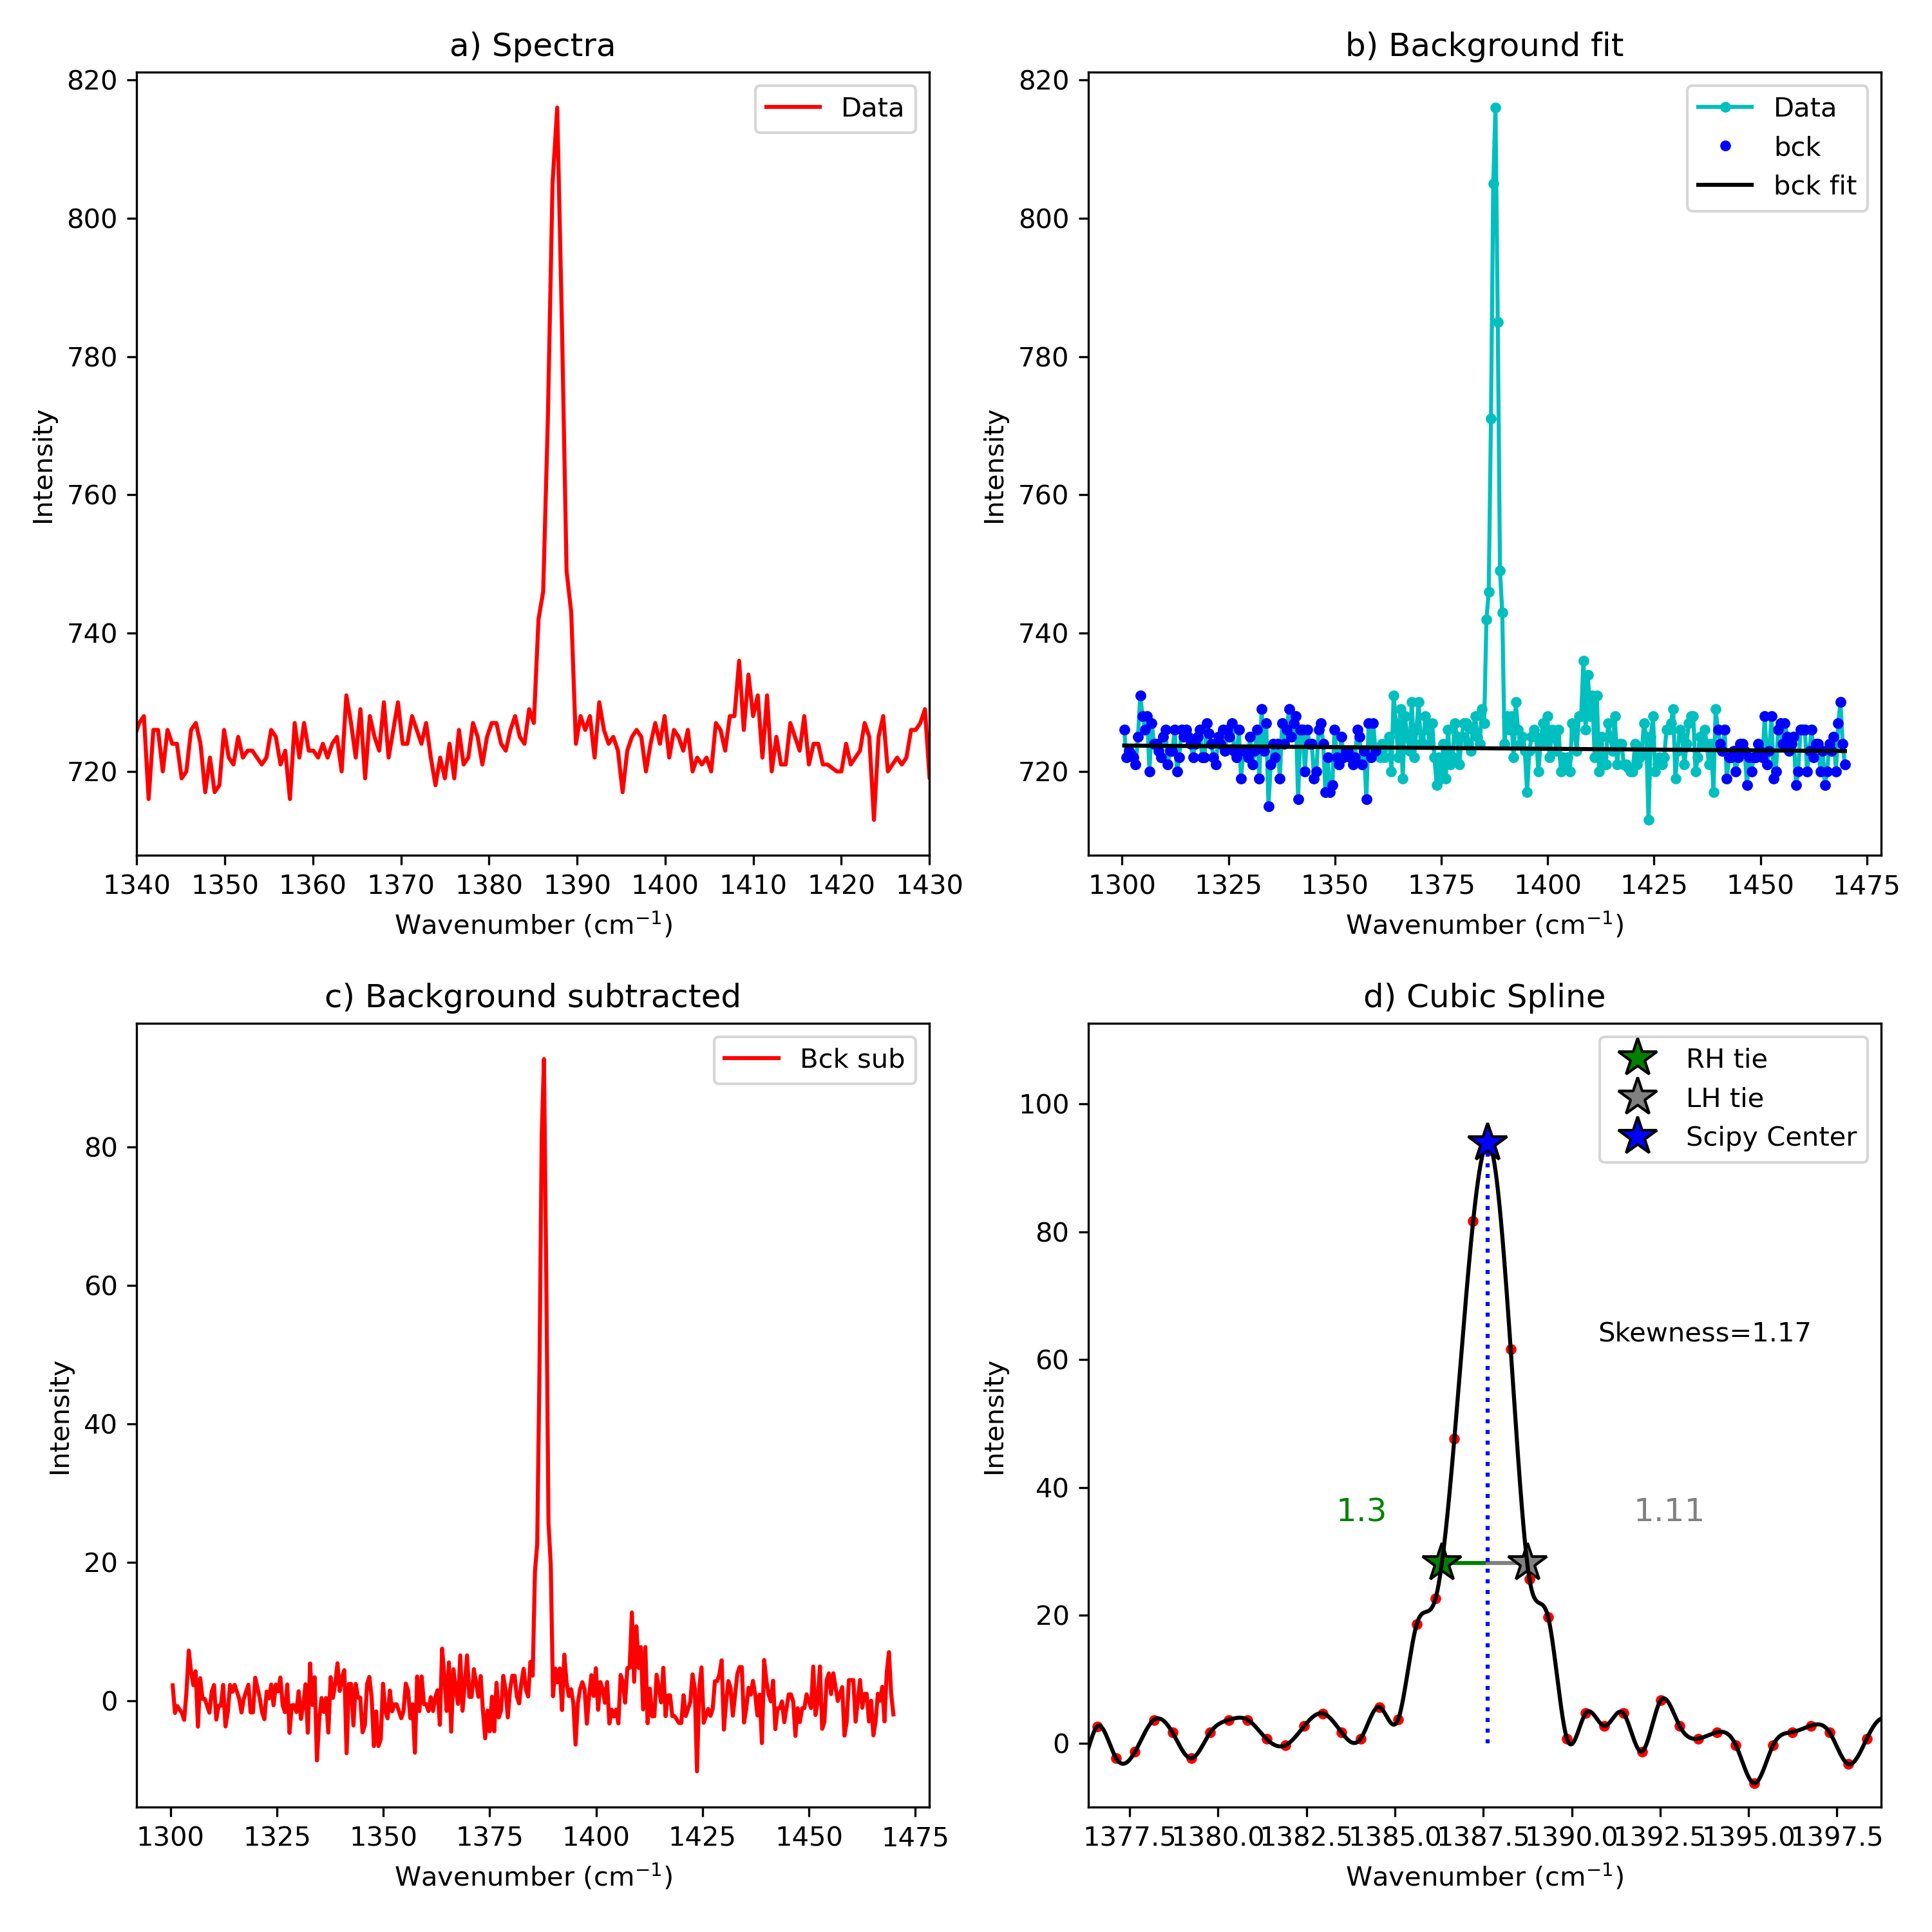 a) Spectra
820
800
780
760
740
720
Intensity
Data
1340 1350 1360 1370 1380 1390 1400 1410 1420 1430
Wavenumber (cm⁻¹)
b) Background fit
820
800
780
760
740
720
Intensity
Data
bck
bck fit
1300 1325 1350 1375 1400 1425 1450 1475
Wavenumber (cm⁻¹)
c) Background subtracted
80
60
40
20
0
Intensity
Bck sub
1300 1325 1350 1375 1400 1425 1450 1475
Wavenumber (cm⁻¹)
d) Cubic Spline
100
80
60
40
20
0
Intensity
RH tie
LH tie
Scipy Center
Skewness=1.17
1.3 1.11
1377.5 1380.0 1382.5 1385.0 1387.5 1390.0 1392.5 1395.0 1397.5
Wavenumber (cm⁻¹)